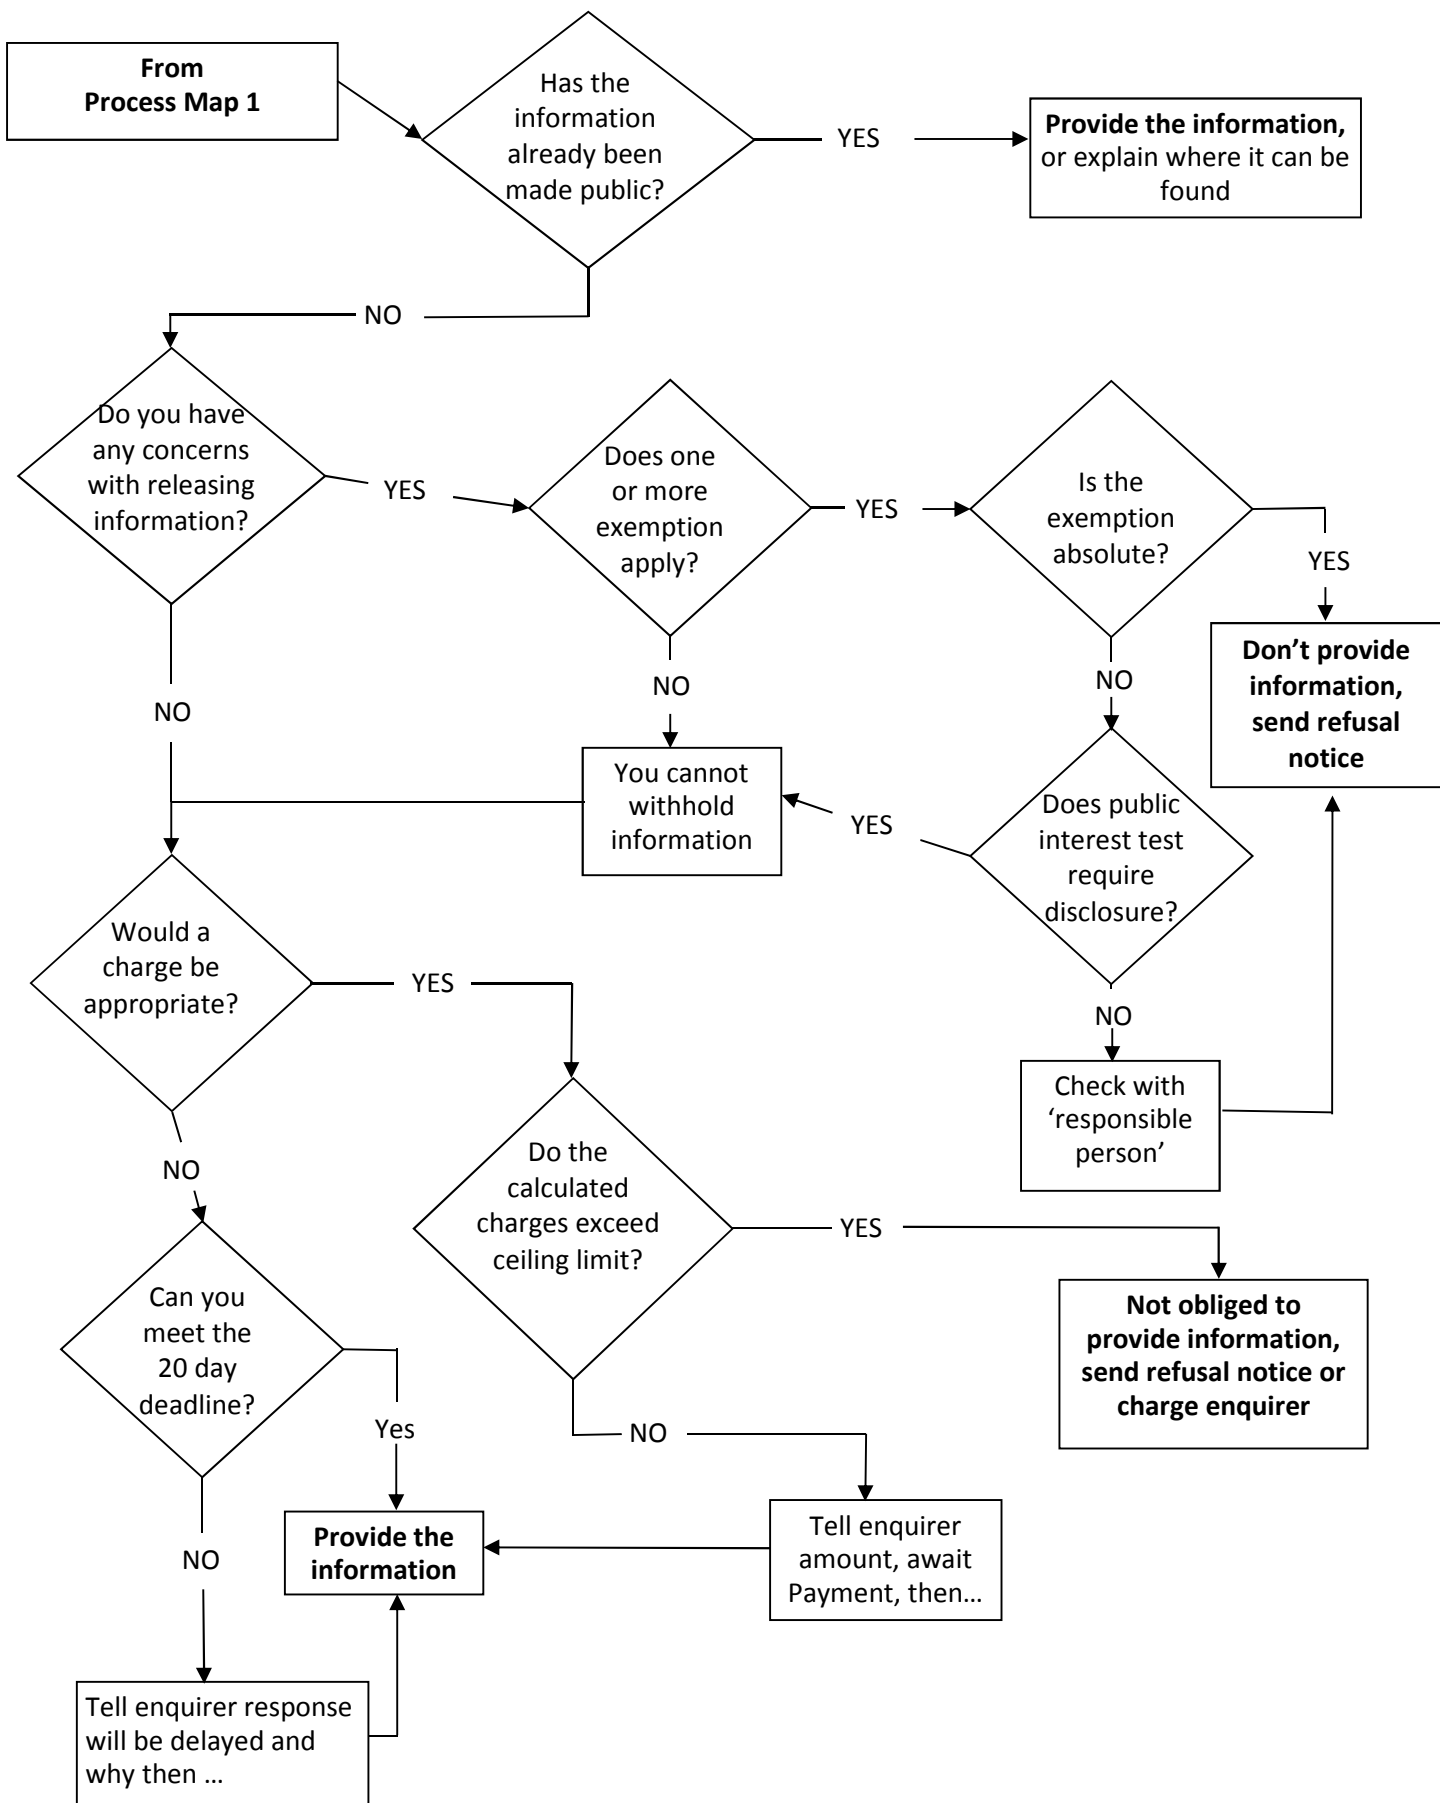 From
Process Map 1
Has the
information
already been
made public?
YES
Provide the information,
or explain where it can be
found
NO
Do you have
any concerns
with releasing
information?
YES
Does one
or more
exemption
apply?
YES
Is the
exemption
absolute?
YES
Don’t provide
information,
send refusal
notice
NO
NO
NO
You cannot
withhold
information
YES
Does public
interest test
require
disclosure?
Would a
charge be
appropriate?
YES
NO
Check with
‘responsible
person’
NO
Do the
calculated
charges exceed
ceiling limit?
YES
Not obliged to
provide information,
send refusal notice or
charge enquirer
Can you
meet the
20 day
deadline?
Yes
NO
NO
Provide the
information
Tell enquirer
amount, await
Payment, then...
Tell enquirer response
will be delayed and
why then ...